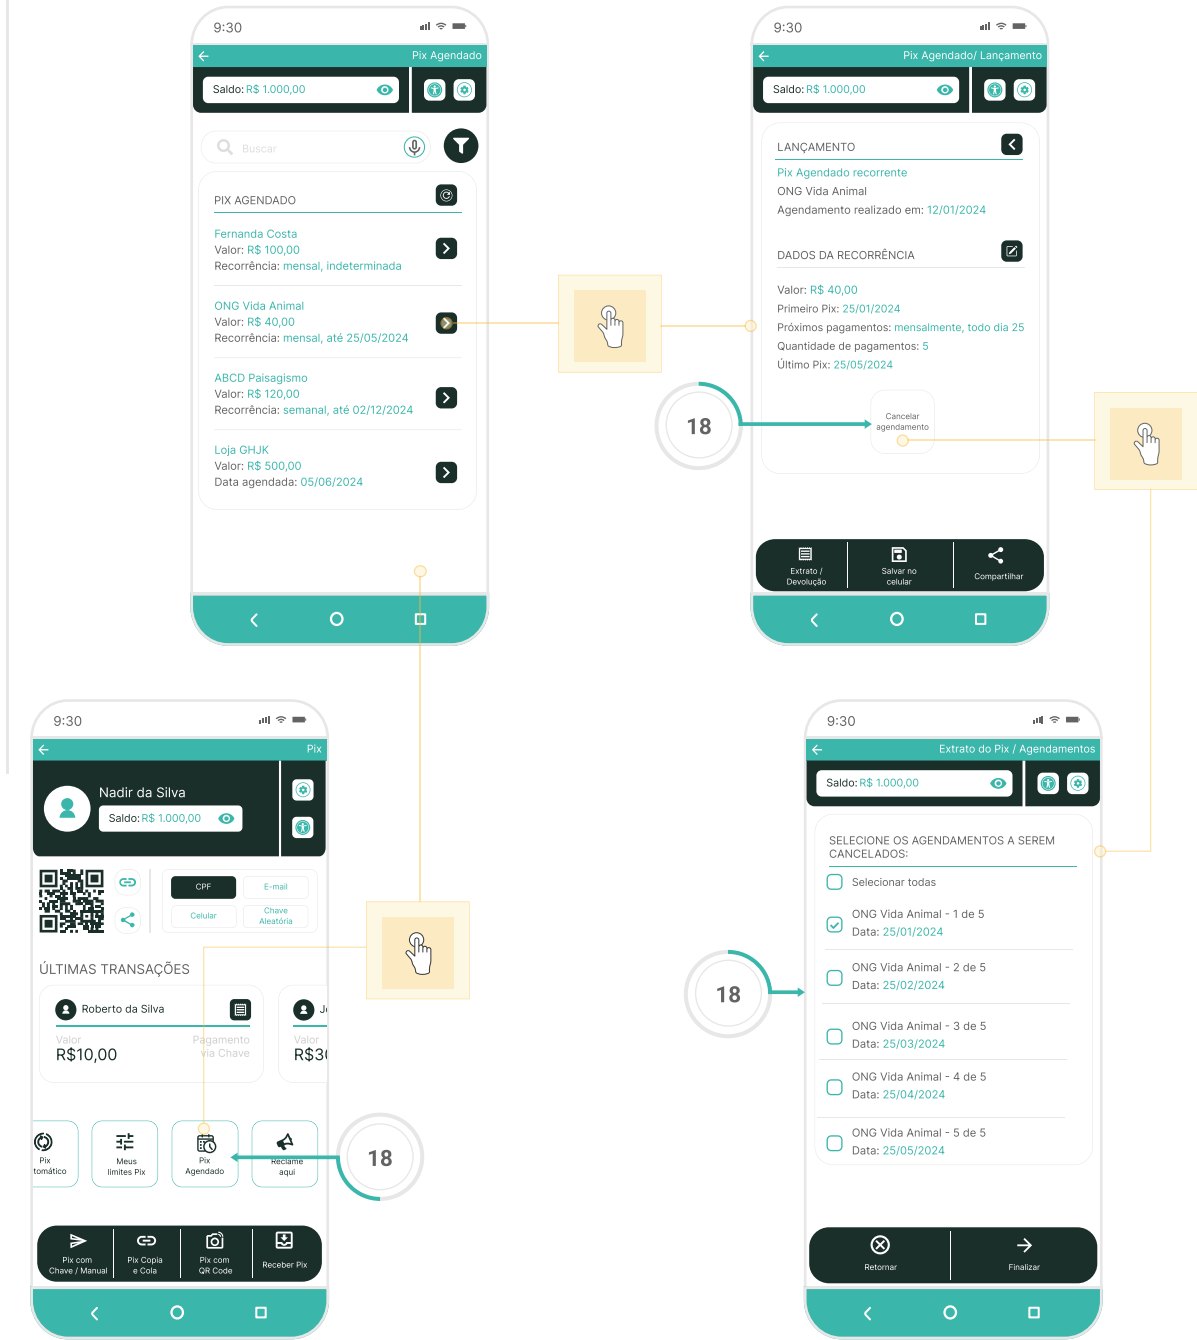 9:30
Pix Agendado
Saldo: R$ 1.000,00
Buscar
PIX AGENDADO
Fernanda Costa
Valor: R$ 100,00
Recorrência: mensal, indeterminada
ONG Vida Animal
Valor: R$ 40,00
Recorrência: mensal, até 25/05/2024
ABCD Paisagismo
Valor: R$ 120,00
Recorrência: semanal, até 02/12/2024
Loja GHJK
Valor: R$ 500,00
Data agendada: 05/06/2024
9:30
Pix Agendado/ Lançamento
Saldo: R$ 1.000,00
LANÇAMENTO
Pix Agendado recorrente
ONG Vida Animal
Agendamento realizado em: 12/01/2024
DADOS DA RECORRÊNCIA
Valor: R$ 40,00
Primeiro Pix: 25/01/2024
Próximos pagamentos: mensalmente, todo dia 25
Quantidade de pagamentos: 5
Último Pix: 25/05/2024
18
Cancelar
agendamento
Extrato /
Devolução
Salvar no
celular
Compartilhar
9:30
Pix
Nadir da Silva
Saldo: R$ 1.000,00
CPF
E-mail
Celular
Chave
Aleatória
ÚLTIMAS TRANSAÇÕES
Roberto da Silva
Valor
R$10,00
Pagamento
via Chave
Valor
R$3
Pix
tomático
Meus
limites Pix
Pix
Agendado
Reclame
aqui
18
Pix com
Chave / Manual
Pix Copia
e Cola
Pix com
QR Code
Receber Pix
9:30
Extrato do Pix / Agendamentos
Saldo: R$ 1.000,00
SELECIONE OS AGENDAMENTOS A SEREM
CANCELADOS:
Selecionar todas
ONG Vida Animal - 1 de 5
Data: 25/01/2024
ONG Vida Animal - 2 de 5
Data: 25/02/2024
18
ONG Vida Animal - 3 de 5
Data: 25/03/2024
ONG Vida Animal - 4 de 5
Data: 25/04/2024
ONG Vida Animal - 5 de 5
Data: 25/05/2024
Retornar
Finalizar